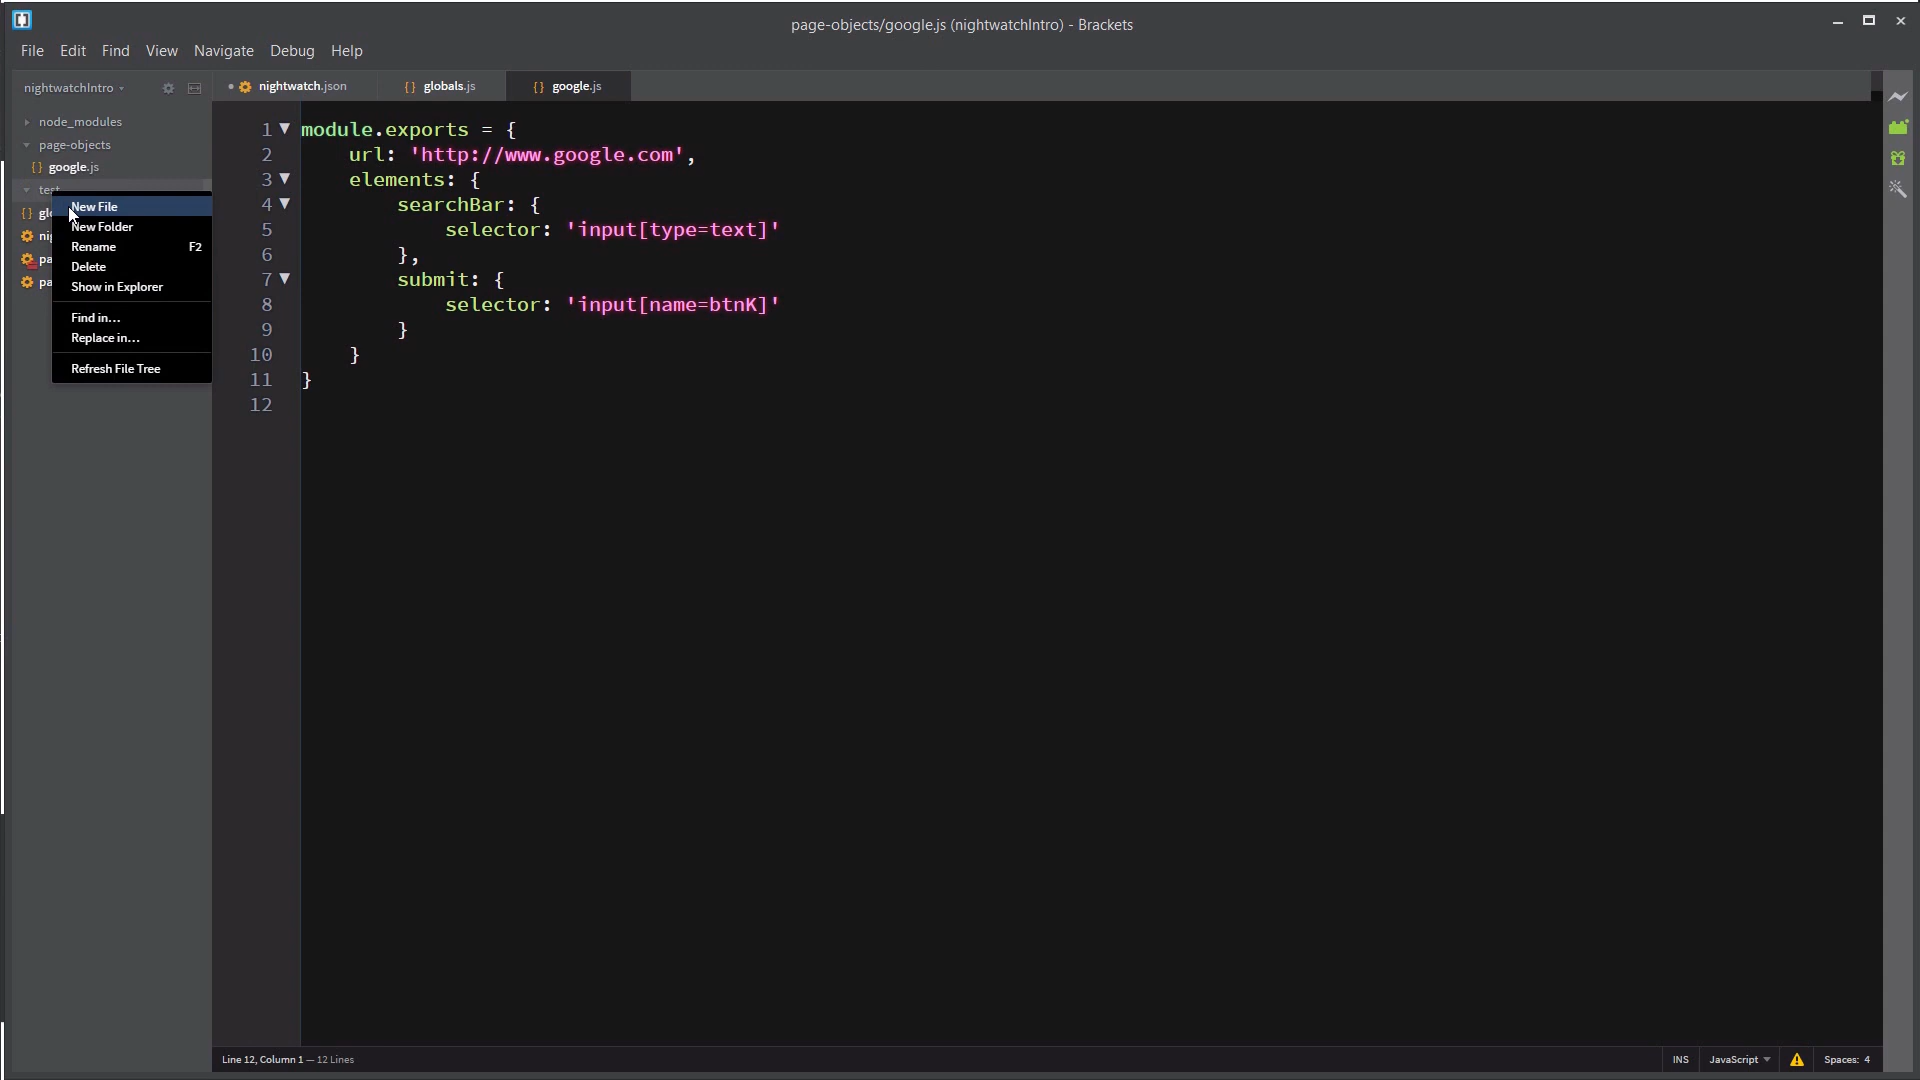 page-objects/google.js (nightwatchIntro) - Brackets
File Edit Find View Navigate Debug Help
nightwatchIntro
nightwatch.json
globals.js
google.js
node_modules
page-objects
google.js
New File
New Folder
Rename F2
Delete
Show in Explorer
Find in...
Replace in...
Refresh File Tree
1 module.exports = {
2 url: 'http://www.google.com',
3 elements: {
4 searchBar: {
5 selector: 'input[type=text]'
6 },
7 submit: {
8 selector: 'input[name=btnK]'
9 }
10 }
11 }
12
Line 12, Column 1 — 12 Lines
INS JavaScript Spaces: 4